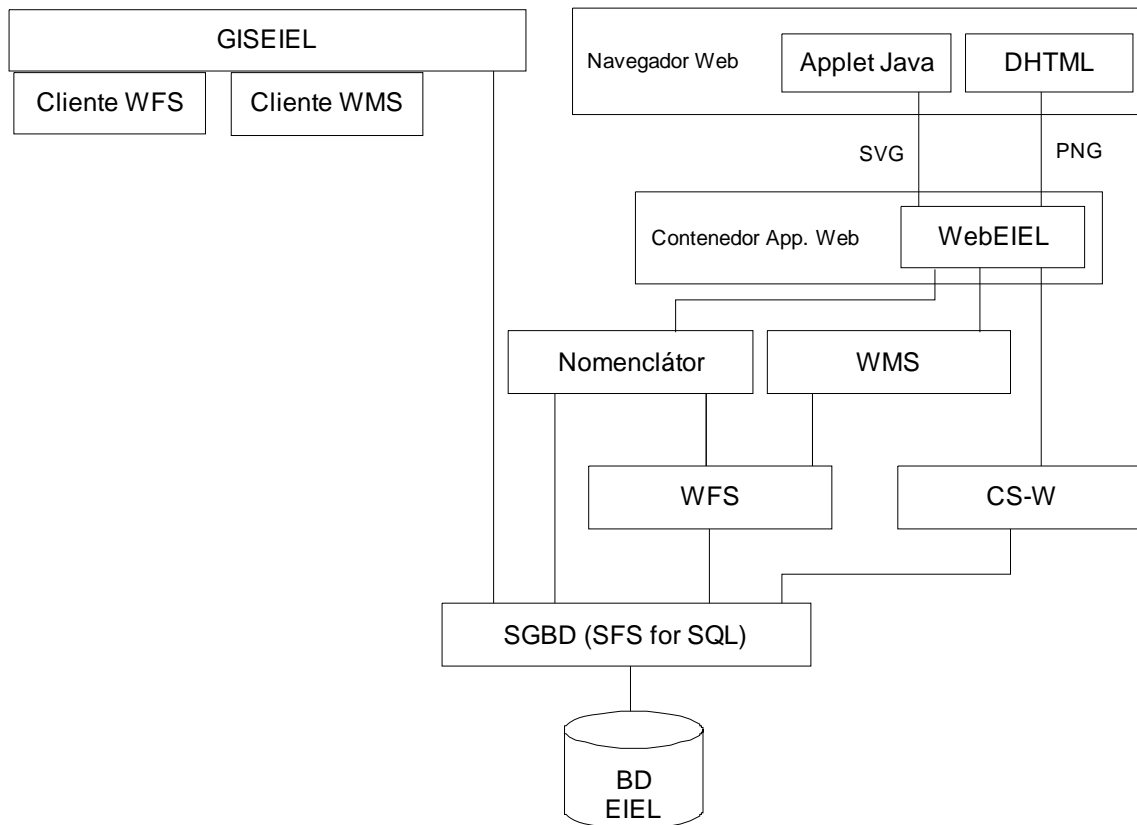 GISEIEL
Cliente WFS
Cliente WMS
Navegador Web
Applet Java
DHTML
SVG
PNG
Contenedor App. Web
WebEIEL
Nomenclátor
WMS
WFS
CS-W
SGBD (SFS for SQL)
BD
EIEL